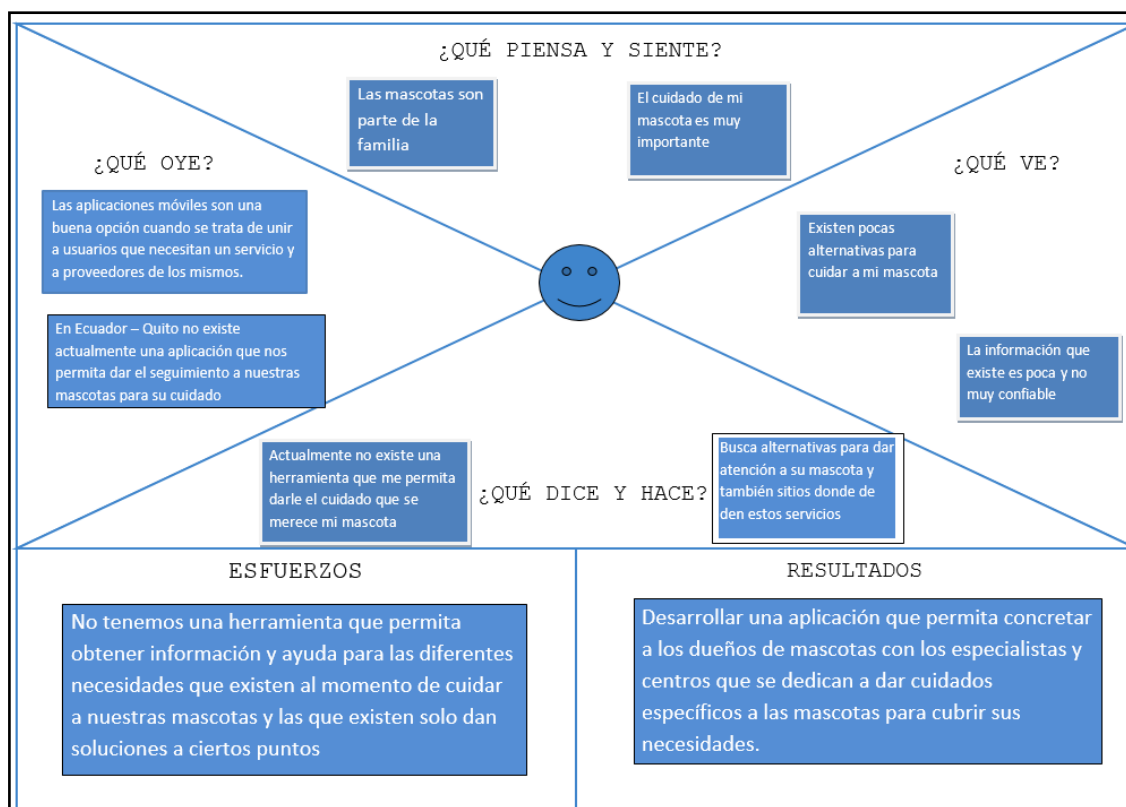 ¿QUÉ PIENSA Y SIENTE?
Las mascotas son
parte de la
familia
El cuidado de mi
mascota es muy
importante
¿QUÉ OYE?
Las aplicaciones móviles son una
buena opción cuando se trata de unir
a usuarios que necesitan un servicio y
a proveedores de los mismos.
En Ecuador – Quito no existe
actualmente una aplicación que nos
permita dar el seguimiento a nuestras
mascotas para su cuidado
¿QUÉ VE?
Existen pocas
alternativas para
cuidar a mi mascota
La información que
existe es poca y no
muy confiable
Actualmente no existe una
herramienta que me permita
darle el cuidado que se
merece mi mascota
¿QUÉ DICE Y HACE?
Busca alternativas para dar
atención a su mascota y
también sitios donde de
den estos servicios
ESFUERZOS
No tenemos una herramienta que permita
obtener información y ayuda para las diferentes
necesidades que existen al momento de cuidar
a nuestras mascotas y las que existen solo dan
soluciones a ciertos puntos
RESULTADOS
Desarrollar una aplicación que permita concretar
a los dueños de mascotas con los especialistas y
centros que se dedican a dar cuidados
específicos a las mascotas para cubrir sus
necesidades.